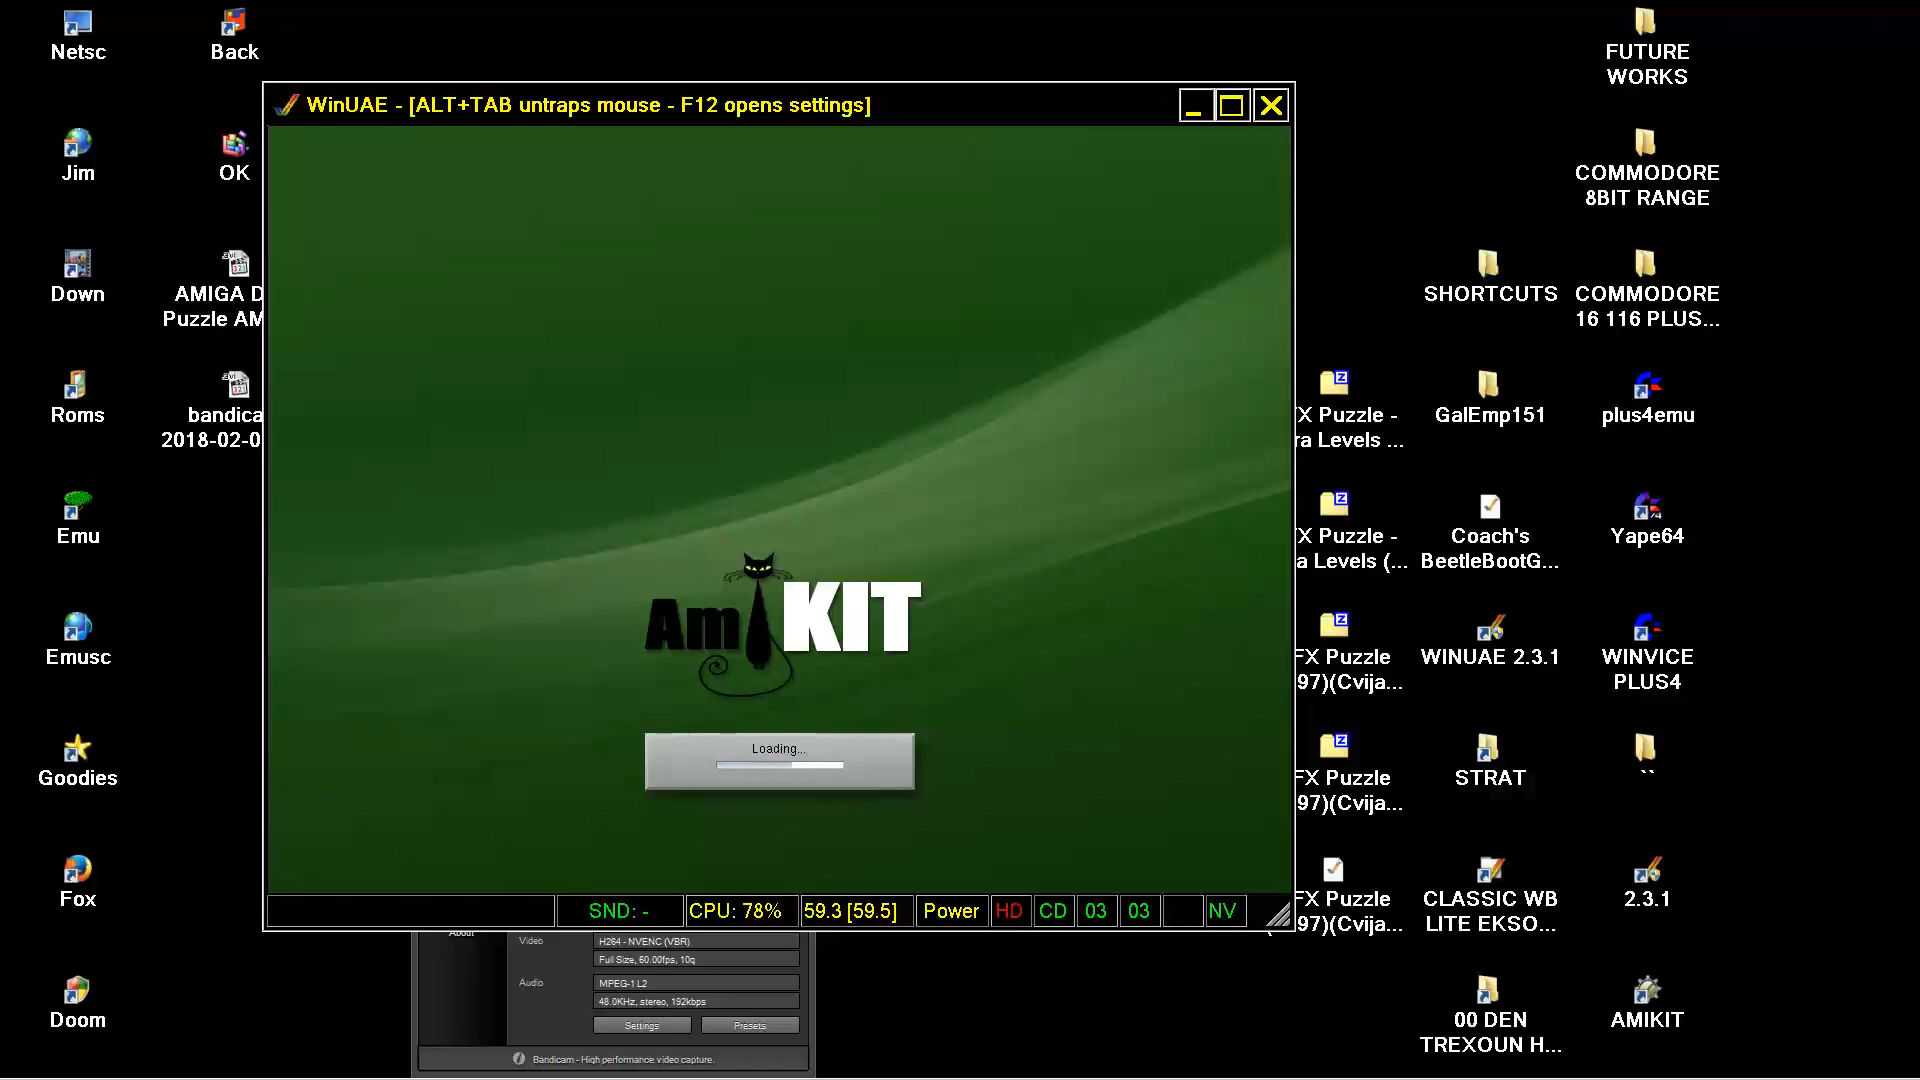 Netsc
Back
FUTURE
WORKS
WinUAE - [ALT+TAB untraps mouse - F12 opens settings]
Jim
OK
COMMODORE
8BIT RANGE
Down
AMIGA D
Puzzle AM
SHORTCUTS
COMMODORE
16 116 PLUS...
Roms
bandica
2018-02-0
X Puzzle -
ra Levels ...
GalEmp151
plus4emu
Emu
X Puzzle -
a Levels (...
Coach's
BeetleBootG...
Yape64
Emusc
AmiKIT
FX Puzzle
97)(Cvija...
WINUAE 2.3.1
WINVICE
PLUS4
Loading...
Goodies
FX Puzzle
97)(Cvija...
STRAT
``
Fox
FX Puzzle
97)(Cvija...
CLASSIC WB
LITE EKSO...
2.3.1
SND: -
CPU: 78%
59.3 [59.5]
Power
HD
CD
03
03
NV
About
Video
H264 - NVENC (VBR)
Full Size, 60.00fps, 10q
Audio
MPEG-1 L2
48.0KHz, stereo, 192kbps
Settings
Presets
Bandicam - High performance video capture.
Doom
00 DEN
TREXOUN H...
AMIKIT